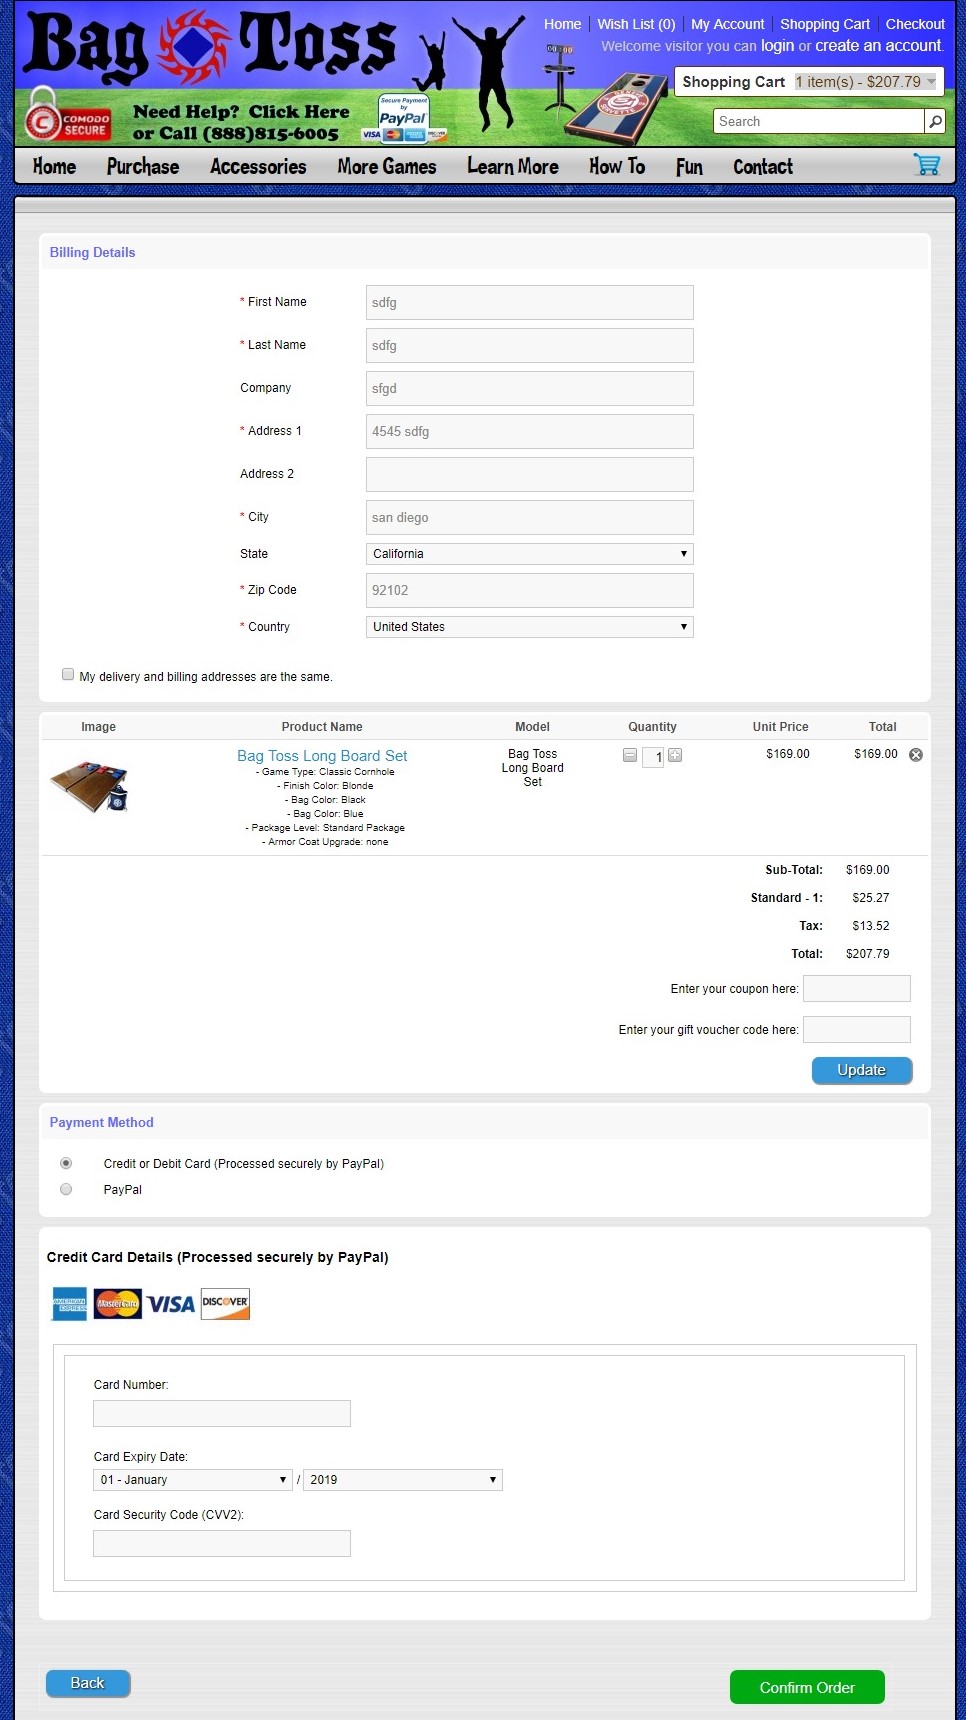 Bag Toss
Home Wish List (0) My Account Shopping Cart Checkout
Welcome visitor you can login or create an account.
Shopping Cart 1 item(s) - $207.79
Search
COMODO
SECURE
Need Help? Click Here
or Call (888)815-6005
Secure Payment
by
PayPal
VISA
Home Purchase Accessories More Games Learn More How To Fun Contact
Billing Details
* First Name sdfg
* Last Name sdfg
Company sfgd
* Address 1 4545 sdfg
Address 2
* City san diego
State California
* Zip Code 92102
* Country United States
My delivery and billing addresses are the same.
Image Product Name Model Quantity Unit Price Total
Bag Toss Long Board Set
- Game Type: Classic Cornhole
- Finish Color: Blonde
- Bag Color: Black
- Bag Color: Blue
- Package Level: Standard Package
- Armor Coat Upgrade: none
Bag Toss
Long Board
Set
1
$169.00
$169.00
Sub-Total: $169.00
Standard - 1: $25.27
Tax: $13.52
Total: $207.79
Enter your coupon here:
Enter your gift voucher code here:
Update
Payment Method
Credit or Debit Card (Processed securely by PayPal)
PayPal
Credit Card Details (Processed securely by PayPal)
AMERICAN
EXPRESS
MasterCard
VISA
DISCOVER
Card Number:
Card Expiry Date:
01 - January / 2019
Card Security Code (CVV2):
Back
Confirm Order